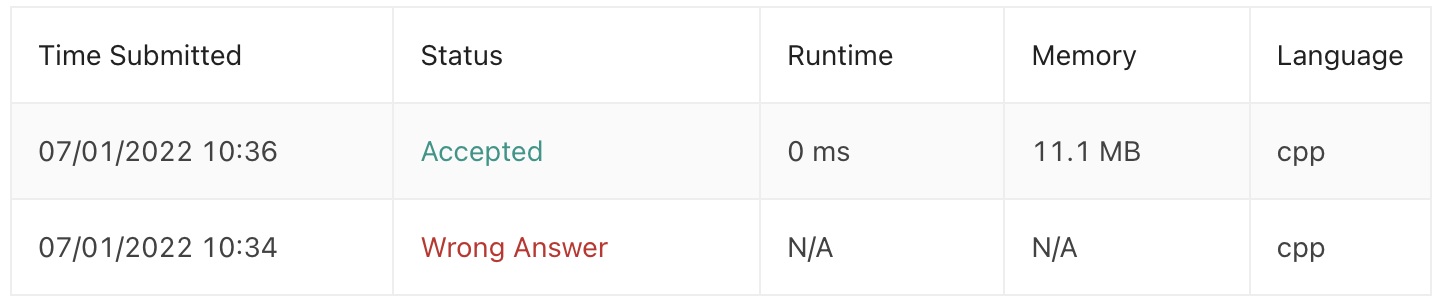 Time Submitted Status Runtime Memory Language
07/01/2022 10:36 Accepted 0 ms 11.1 MB cpp
07/01/2022 10:34 Wrong Answer N/A N/A cpp